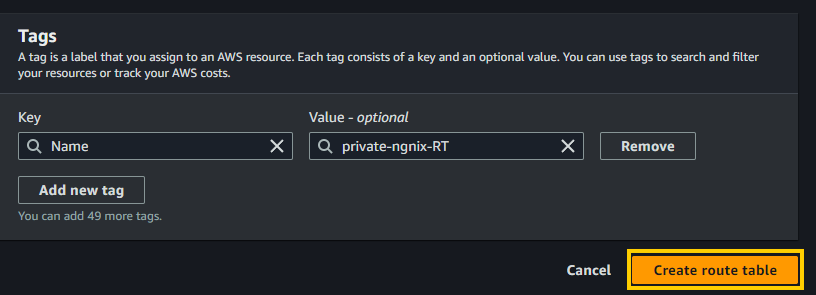 Tags
A tag is a label that you assign to an AWS resource. Each tag consists of a key and an optional value. You can use tags to search and filter
your resources or track your AWS costs.
Key
Value - optional
Name
private-ngnix-RT
Remove
Add new tag
You can add 49 more tags.
Cancel
Create route table